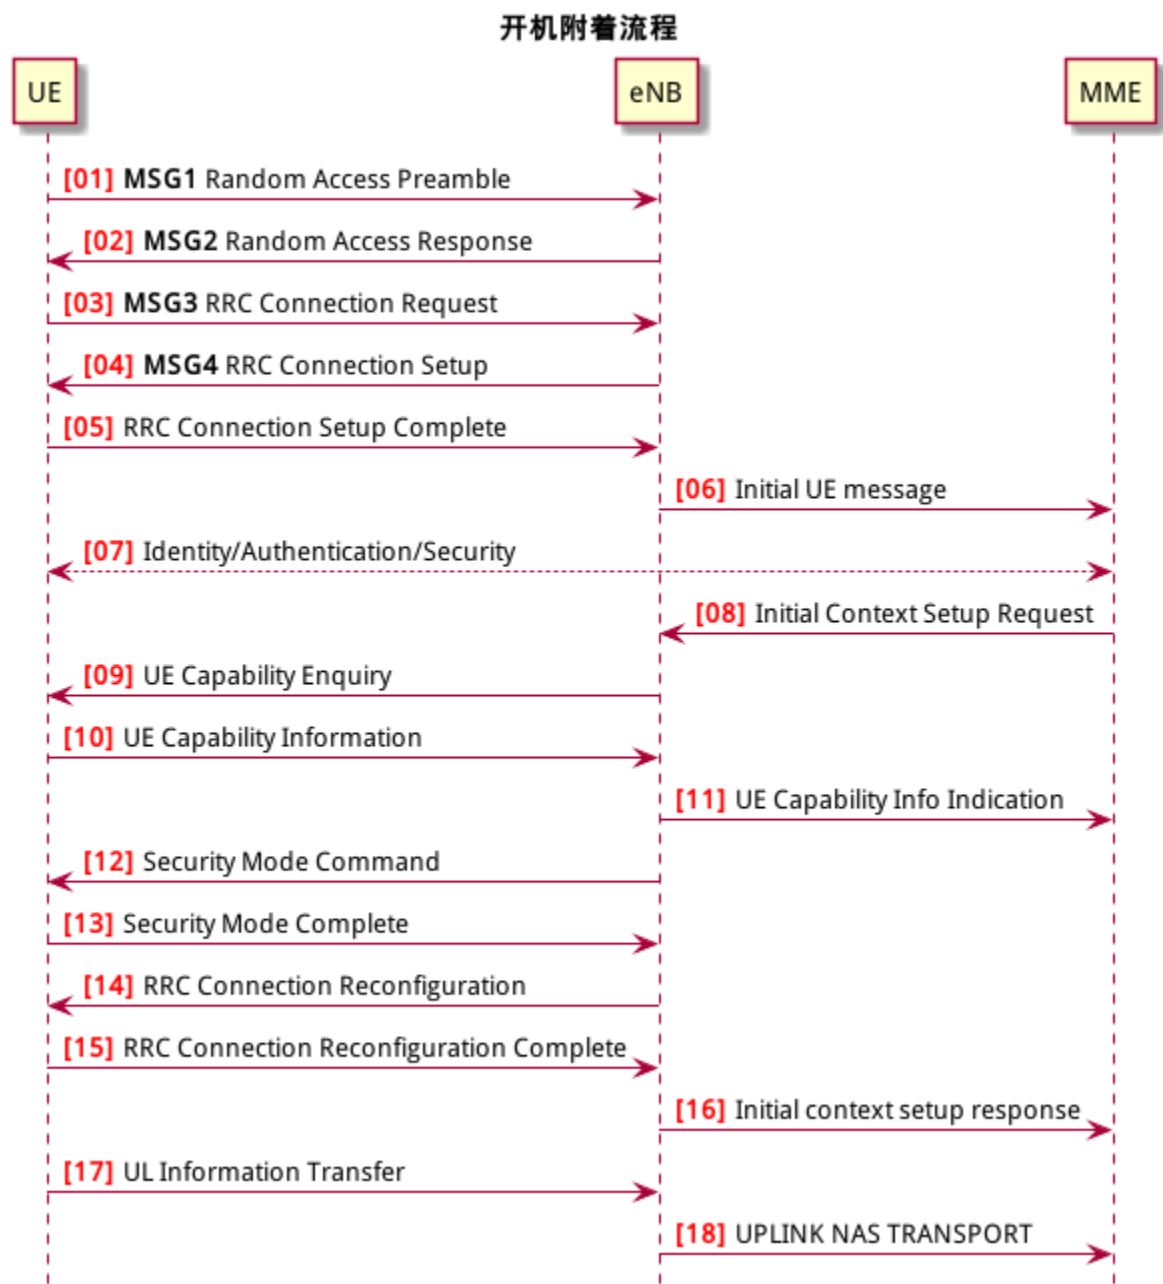 开机附着流程
UE eNB MME
[01] MSG1 Random Access Preamble
[02] MSG2 Random Access Response
[03] MSG3 RRC Connection Request
[04] MSG4 RRC Connection Setup
[05] RRC Connection Setup Complete
[06] Initial UE message
[07] Identity/Authentication/Security
[08] Initial Context Setup Request
[09] UE Capability Enquiry
[10] UE Capability Information
[11] UE Capability Info Indication
[12] Security Mode Command
[13] Security Mode Complete
[14] RRC Connection Reconfiguration
[15] RRC Connection Reconfiguration Complete
[16] Initial context setup response
[17] UL Information Transfer
[18] UPLINK NAS TRANSPORT